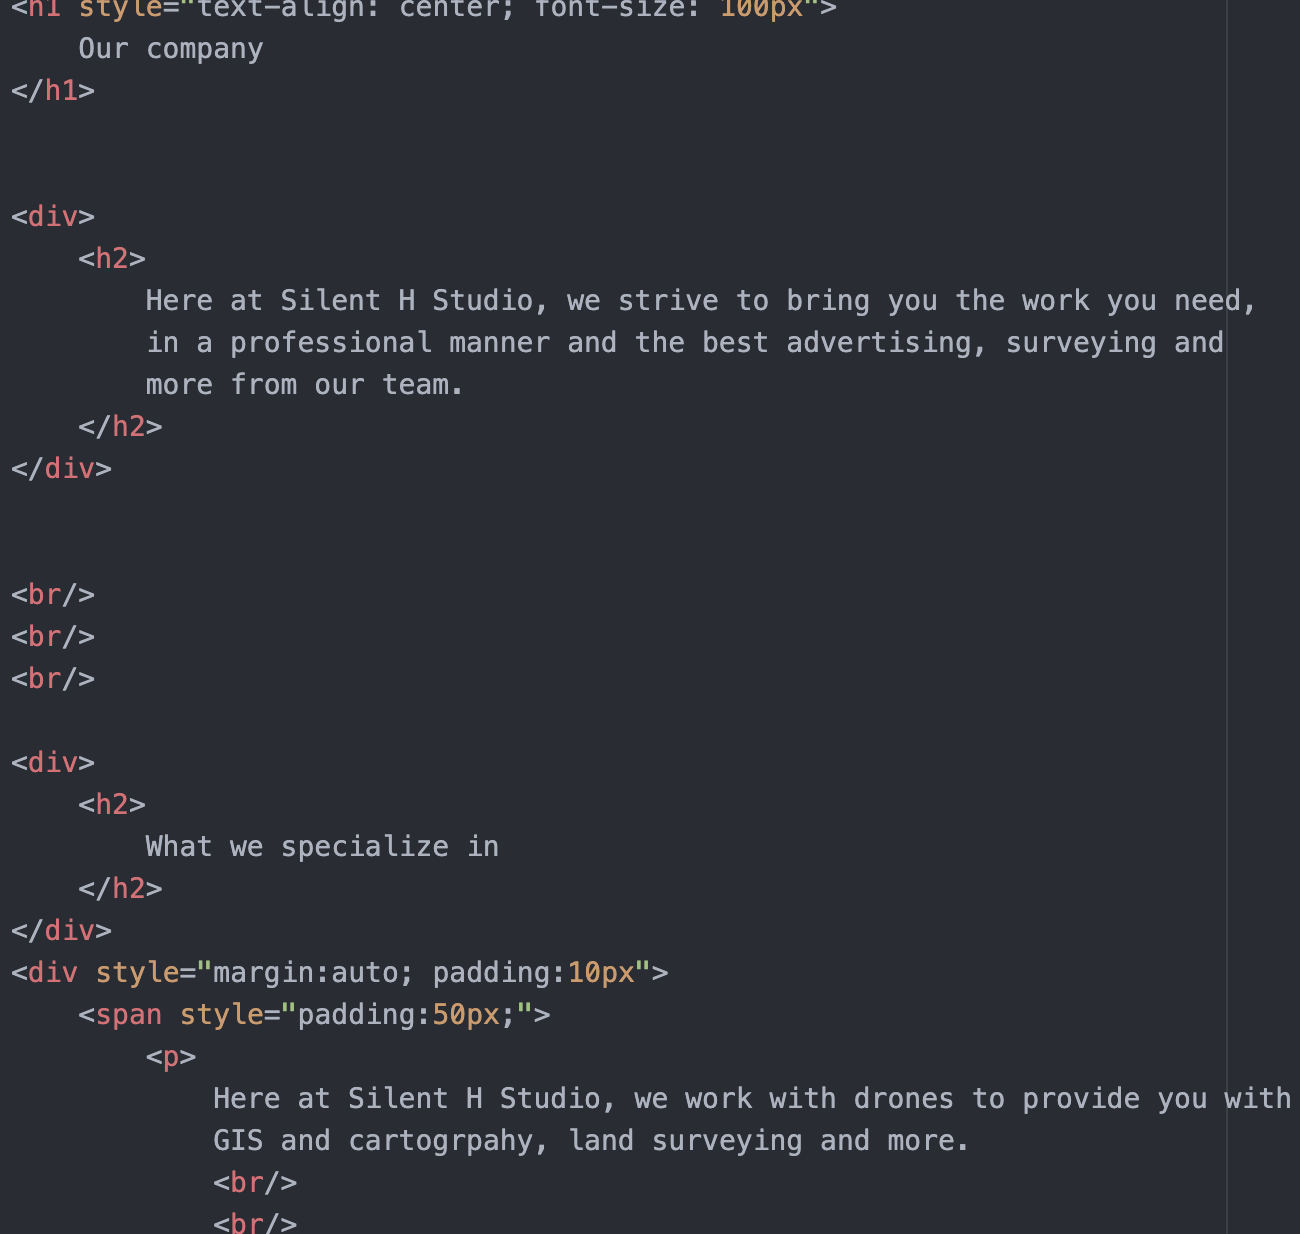 <h1 style="text-align: center; font-size: 100px">
Our company
</h1>
<div>
<h2>
Here at Silent H Studio, we strive to bring you the work you need,
in a professional manner and the best advertising, surveying and
more from our team.
</h2>
</div>
<br/>
<br/>
<br/>
<div>
<h2>
What we specialize in
</h2>
</div>
<div style="margin:auto; padding:10px">
<span style="padding:50px;">
<p>
Here at Silent H Studio, we work with drones to provide you with
GIS and cartogrpahy, land surveying and more.
<br/>
<br/>